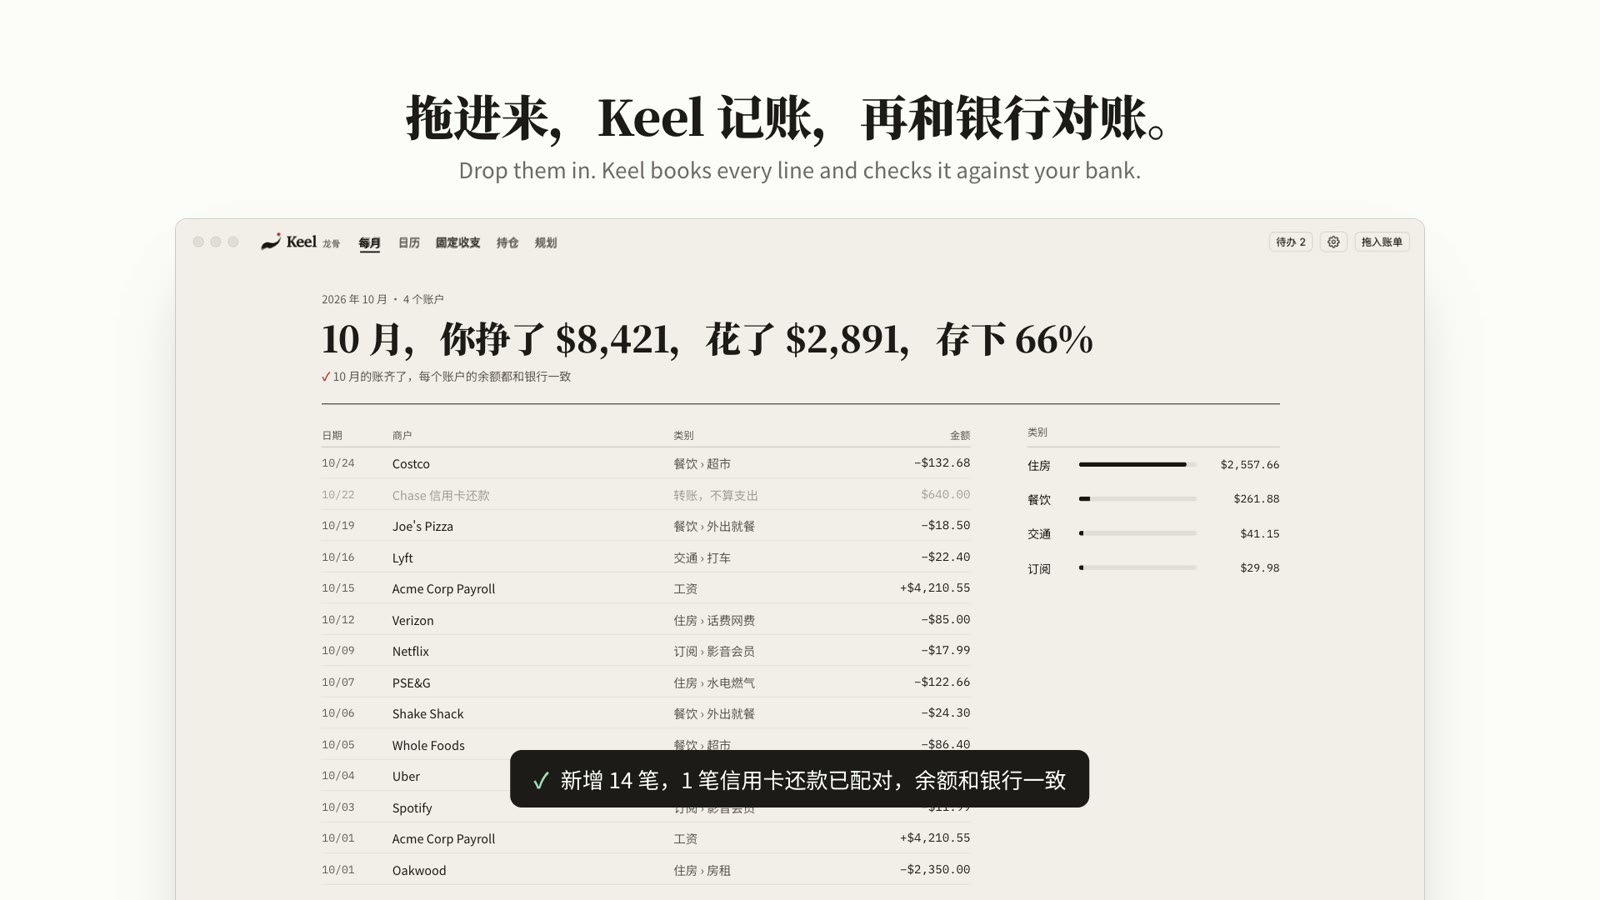 拖进来，Keel 记账，再和银行对账。
Drop them in. Keel books every line and checks it against your bank.
Keel 龙骨 每月 日历 固定收支 持仓 规划 待办 2 拖入账单
2026 年 10 月 · 4 个账户
10 月，你挣了 $8,421，花了 $2,891，存下 66%
✓ 10 月的账齐了，每个账户的余额都和银行一致
日期 商户 类别 金额
10/24 Costco 餐饮 › 超市 −$132.68
10/22 Chase 信用卡还款 转账，不算支出 $640.00
10/19 Joe's Pizza 餐饮 › 外出就餐 −$18.50
10/16 Lyft 交通 › 打车 −$22.40
10/15 Acme Corp Payroll 工资 +$4,210.55
10/12 Verizon 住房 › 话费网费 −$85.00
10/09 Netflix 订阅 › 影音会员 −$17.99
10/07 PSE&G 住房 › 水电燃气 −$122.66
10/06 Shake Shack 餐饮 › 外出就餐 −$24.30
10/05 Whole Foods 餐饮 › 超市 −$86.40
10/04 Uber
10/03 Spotify 订阅 › 影音会员 −$11.99
10/01 Acme Corp Payroll 工资 +$4,210.55
10/01 Oakwood 住房 › 房租 −$2,350.00
类别
住房 $2,557.66
餐饮 $261.88
交通 $41.15
订阅 $29.98
✓ 新增 14 笔，1 笔信用卡还款已配对，余额和银行一致